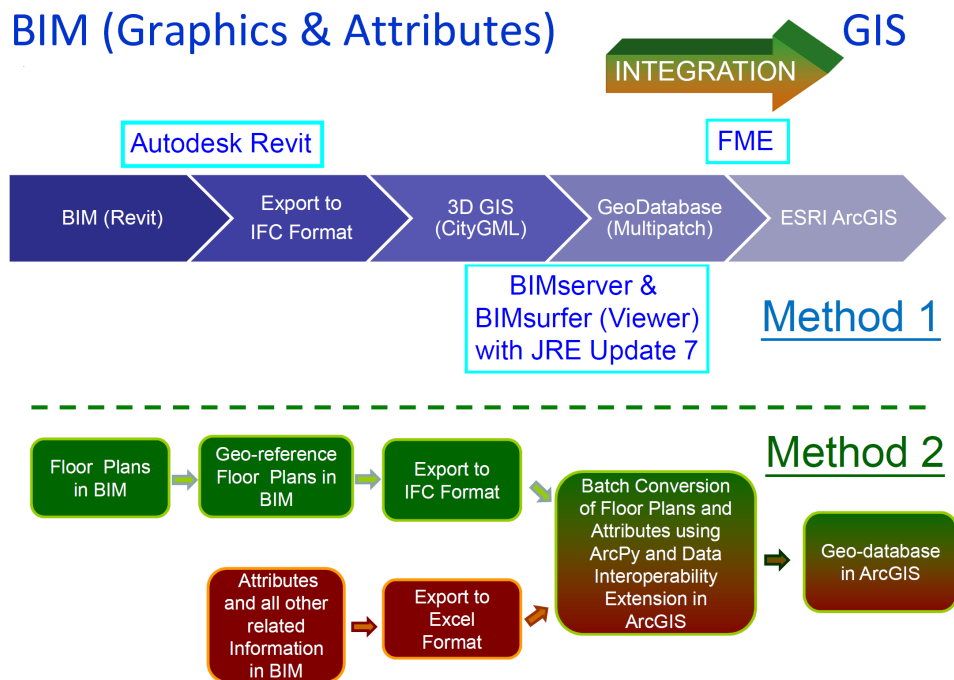 BIM (Graphics & Attributes)
GIS
INTEGRATION
Autodesk Revit
FME
BIM (Revit)
Export to
IFC Format
3D GIS
(CityGML)
GeoDatabase
(Multipatch)
ESRI ArcGIS
BIMserver &
BIMsurfer (Viewer)
with JRE Update 7
Method 1
Method 2
Floor Plans
in BIM
Geo-reference
Floor Plans in
BIM
Export to
IFC Format
Batch Conversion
of Floor Plans and
Attributes using
ArcPy and Data
Interoperability
Extension in
ArcGIS
Geo-database
in ArcGIS
Attributes
and all other
related
Information
in BIM
Export to
Excel
Format